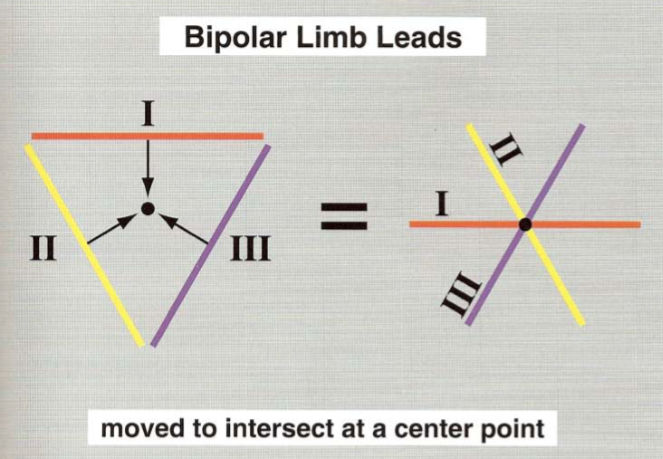 Bipolar Limb Leads
I
II
III
=
I
II
III
moved to intersect at a center point